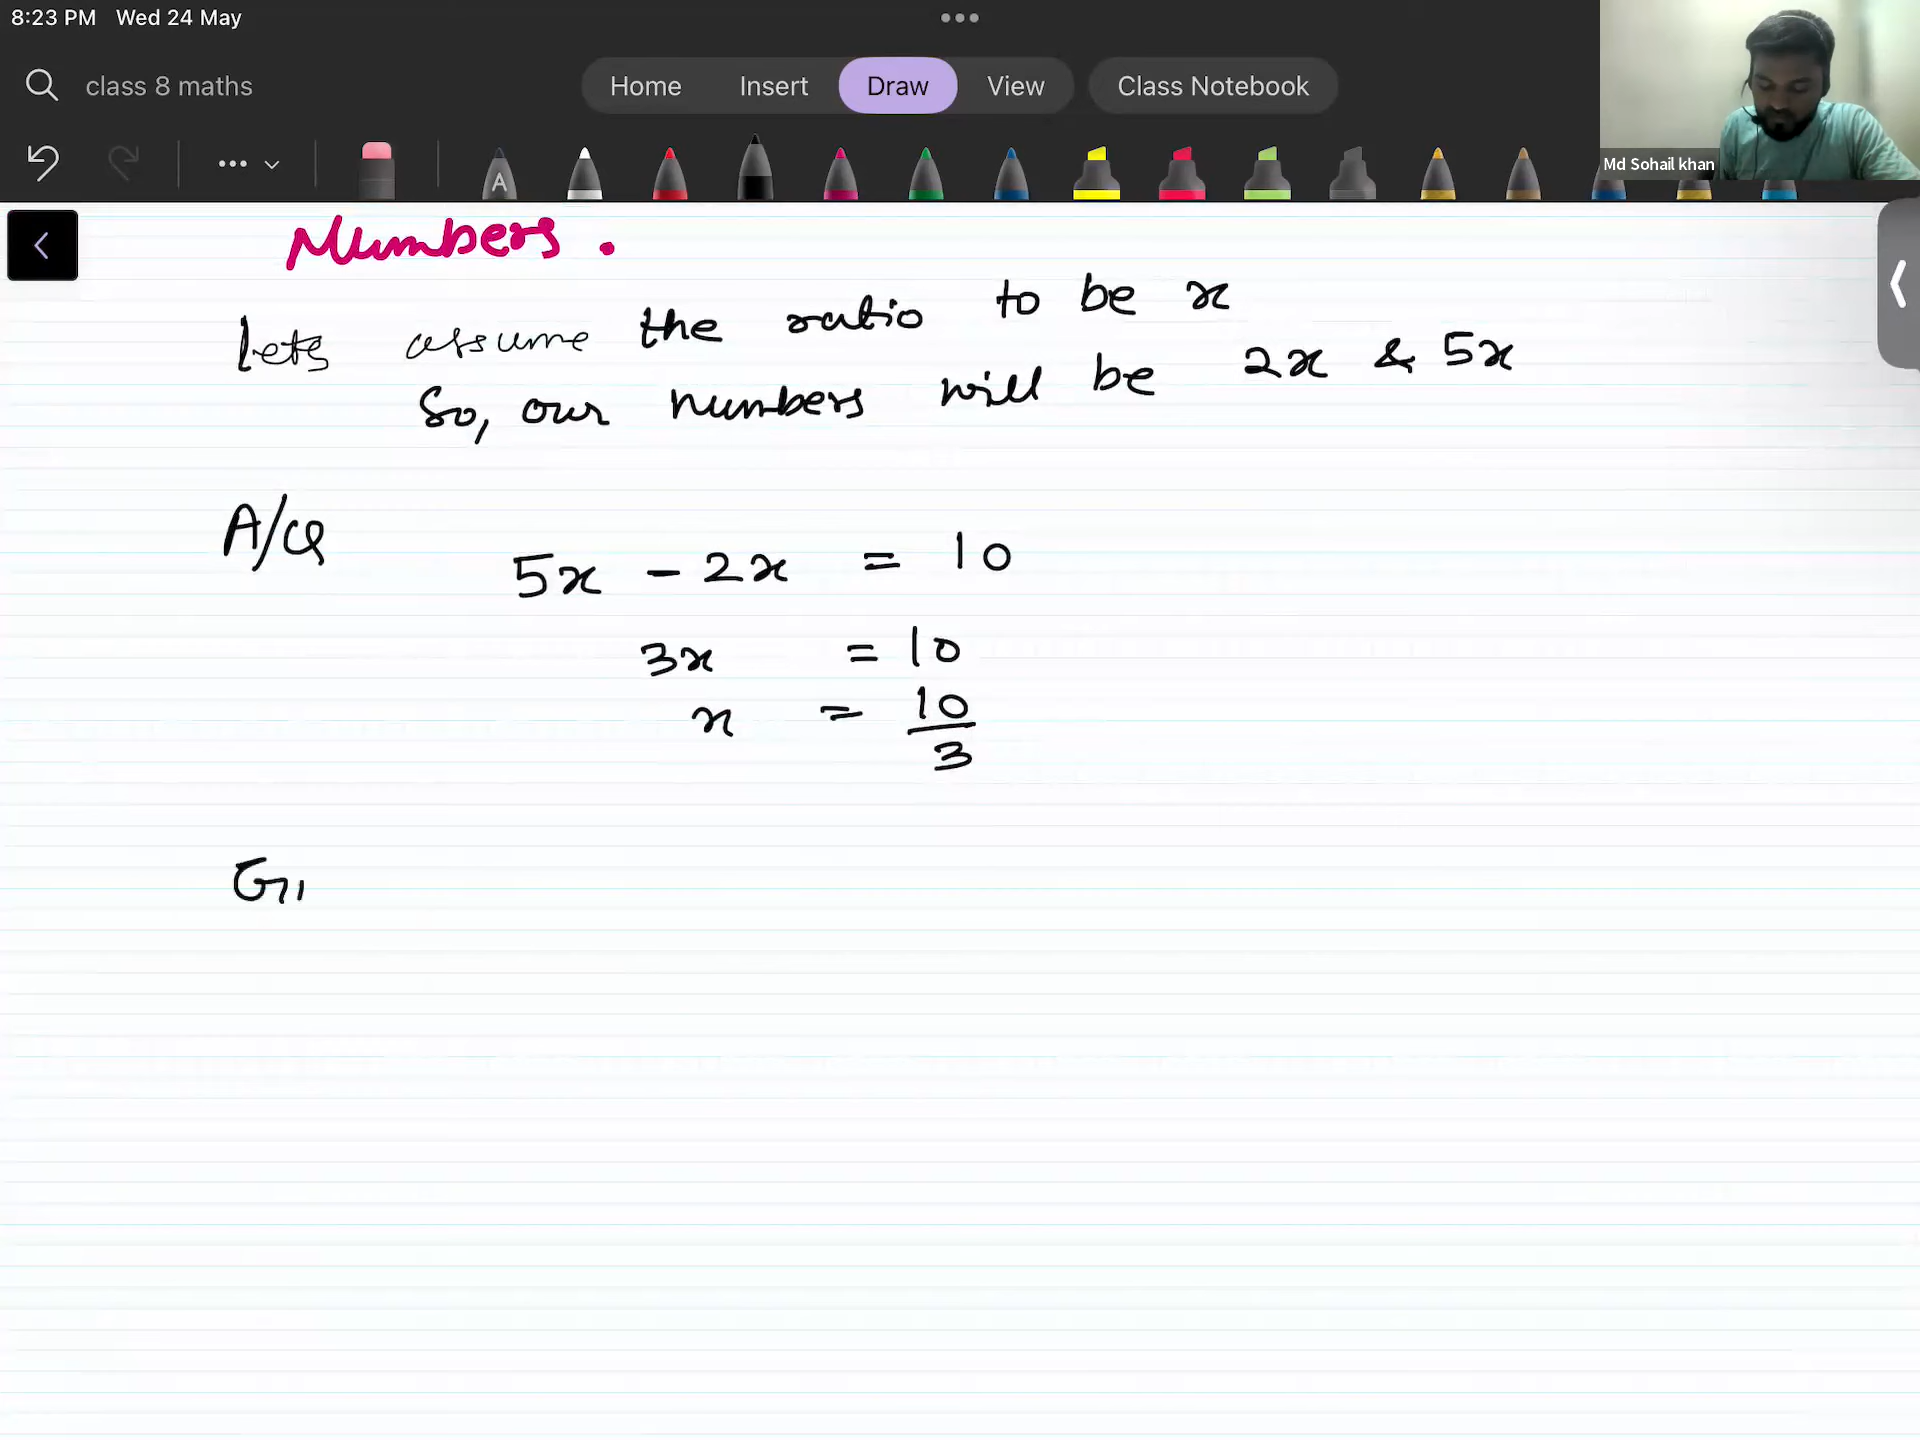 8:23 PM Wed 24 May
class 8 maths
Home Insert Draw View Class Notebook
A
Md Sohail khan
Numbers.
Lets assume the ratio to be x
So, our numbers will be 2x & 5x
A/Q
5x - 2x = 10
3x = 10
x = 10/3